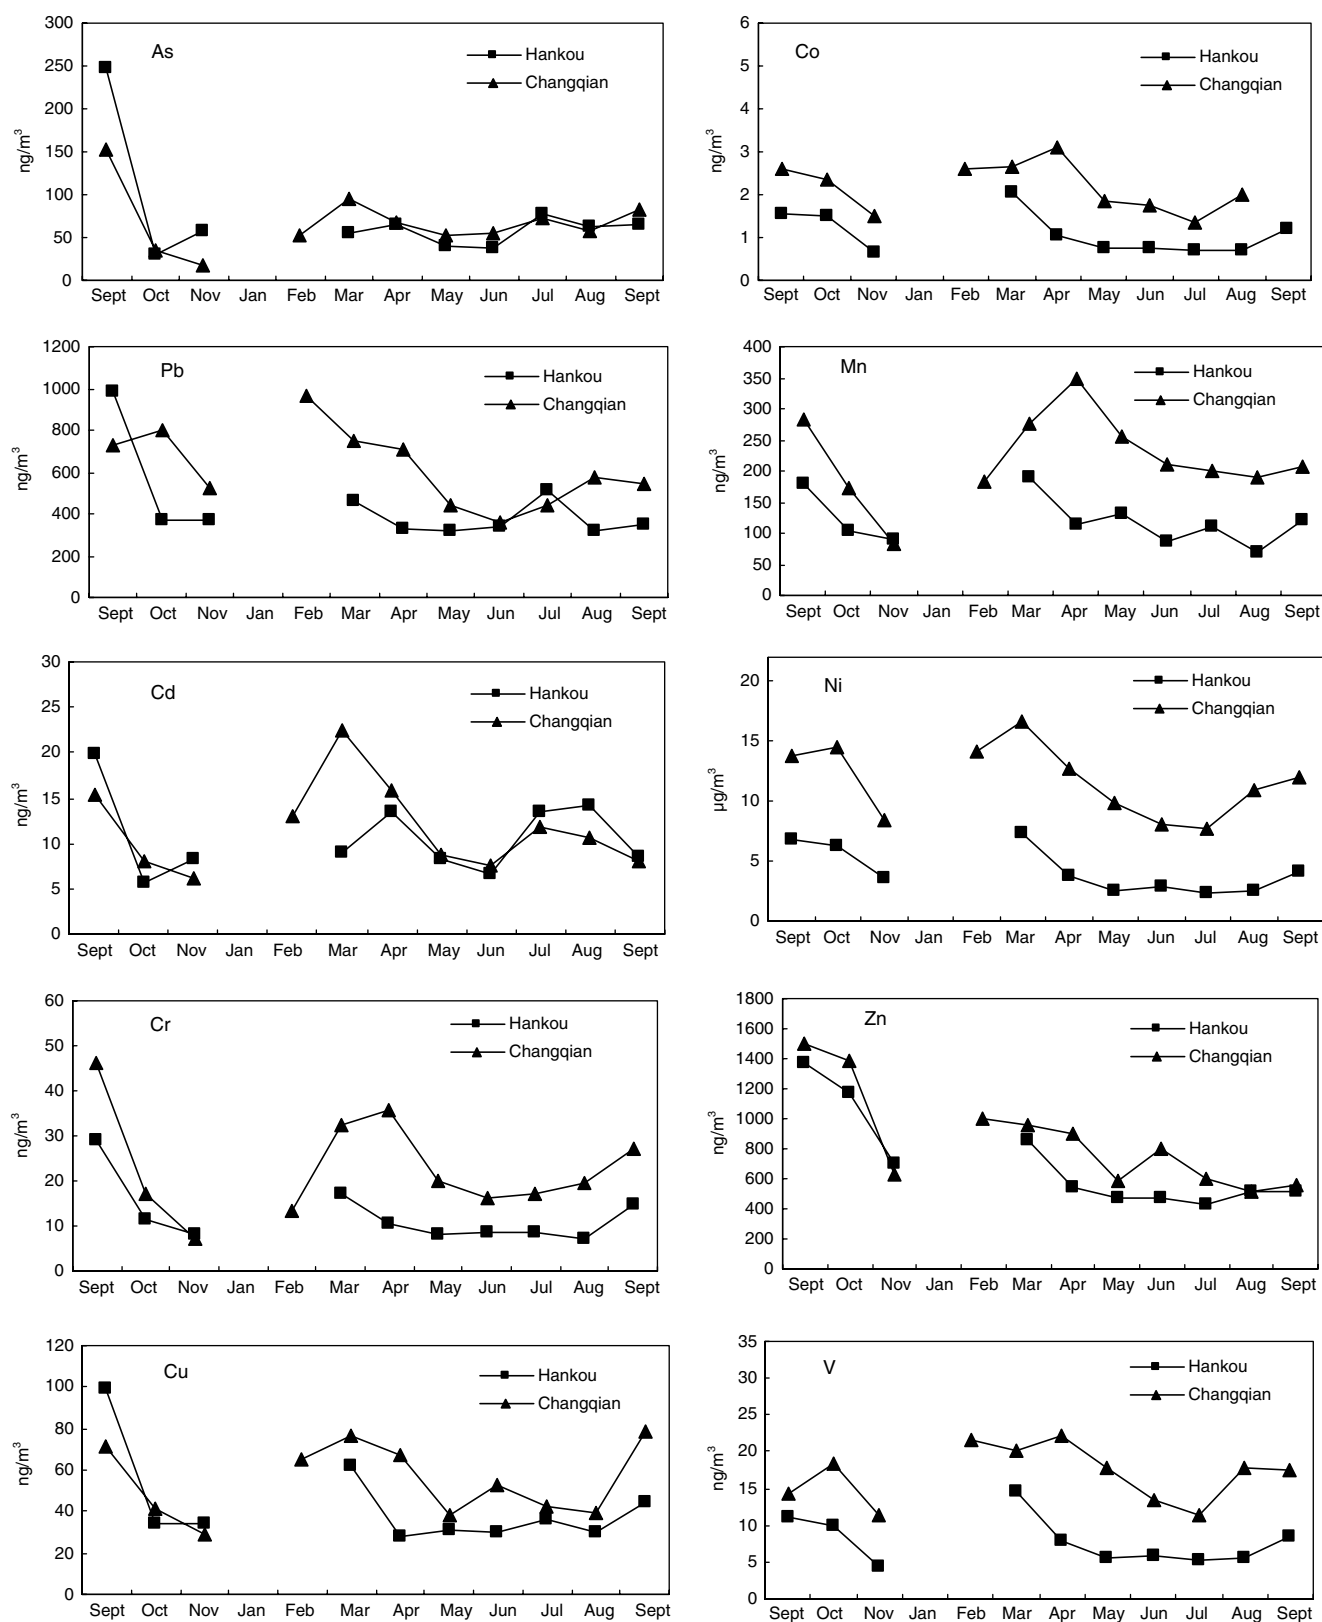 As
Hankou
Changqian
ng/m³
300
250
200
150
100
50
0
Sept Oct Nov Jan Feb Mar Apr May Jun Jul Aug Sept
Co
Hankou
Changqian
ng/m³
6
5
4
3
2
1
0
Sept Oct Nov Jan Feb Mar Apr May Jun Jul Aug Sept
Pb
Hankou
Changqian
ng/m³
1200
1000
800
600
400
200
0
Sept Oct Nov Jan Feb Mar Apr May Jun Jul Aug Sept
Mn
Hankou
Changqian
ng/m³
400
350
300
250
200
150
100
50
0
Sept Oct Nov Jan Feb Mar Apr May Jun Jul Aug Sept
Cd
Hankou
Changqian
ng/m³
30
25
20
15
10
5
0
Sept Oct Nov Jan Feb Mar Apr May Jun Jul Aug Sept
Ni
Hankou
Changqian
µg/m³
20
15
10
5
0
Sept Oct Nov Jan Feb Mar Apr May Jun Jul Aug Sept
Cr
Hankou
Changqian
ng/m³
60
50
40
30
20
10
0
Sept Oct Nov Jan Feb Mar Apr May Jun Jul Aug Sept
Zn
Hankou
Changqian
ng/m³
1800
1600
1400
1200
1000
800
600
400
200
0
Sept Oct Nov Jan Feb Mar Apr May Jun Jul Aug Sept
Cu
Hankou
Changqian
ng/m³
120
100
80
60
40
20
0
Sept Oct Nov Jan Feb Mar Apr May Jun Jul Aug Sept
V
Hankou
Changqian
ng/m³
35
30
25
20
15
10
5
0
Sept Oct Nov Jan Feb Mar Apr May Jun Jul Aug Sept